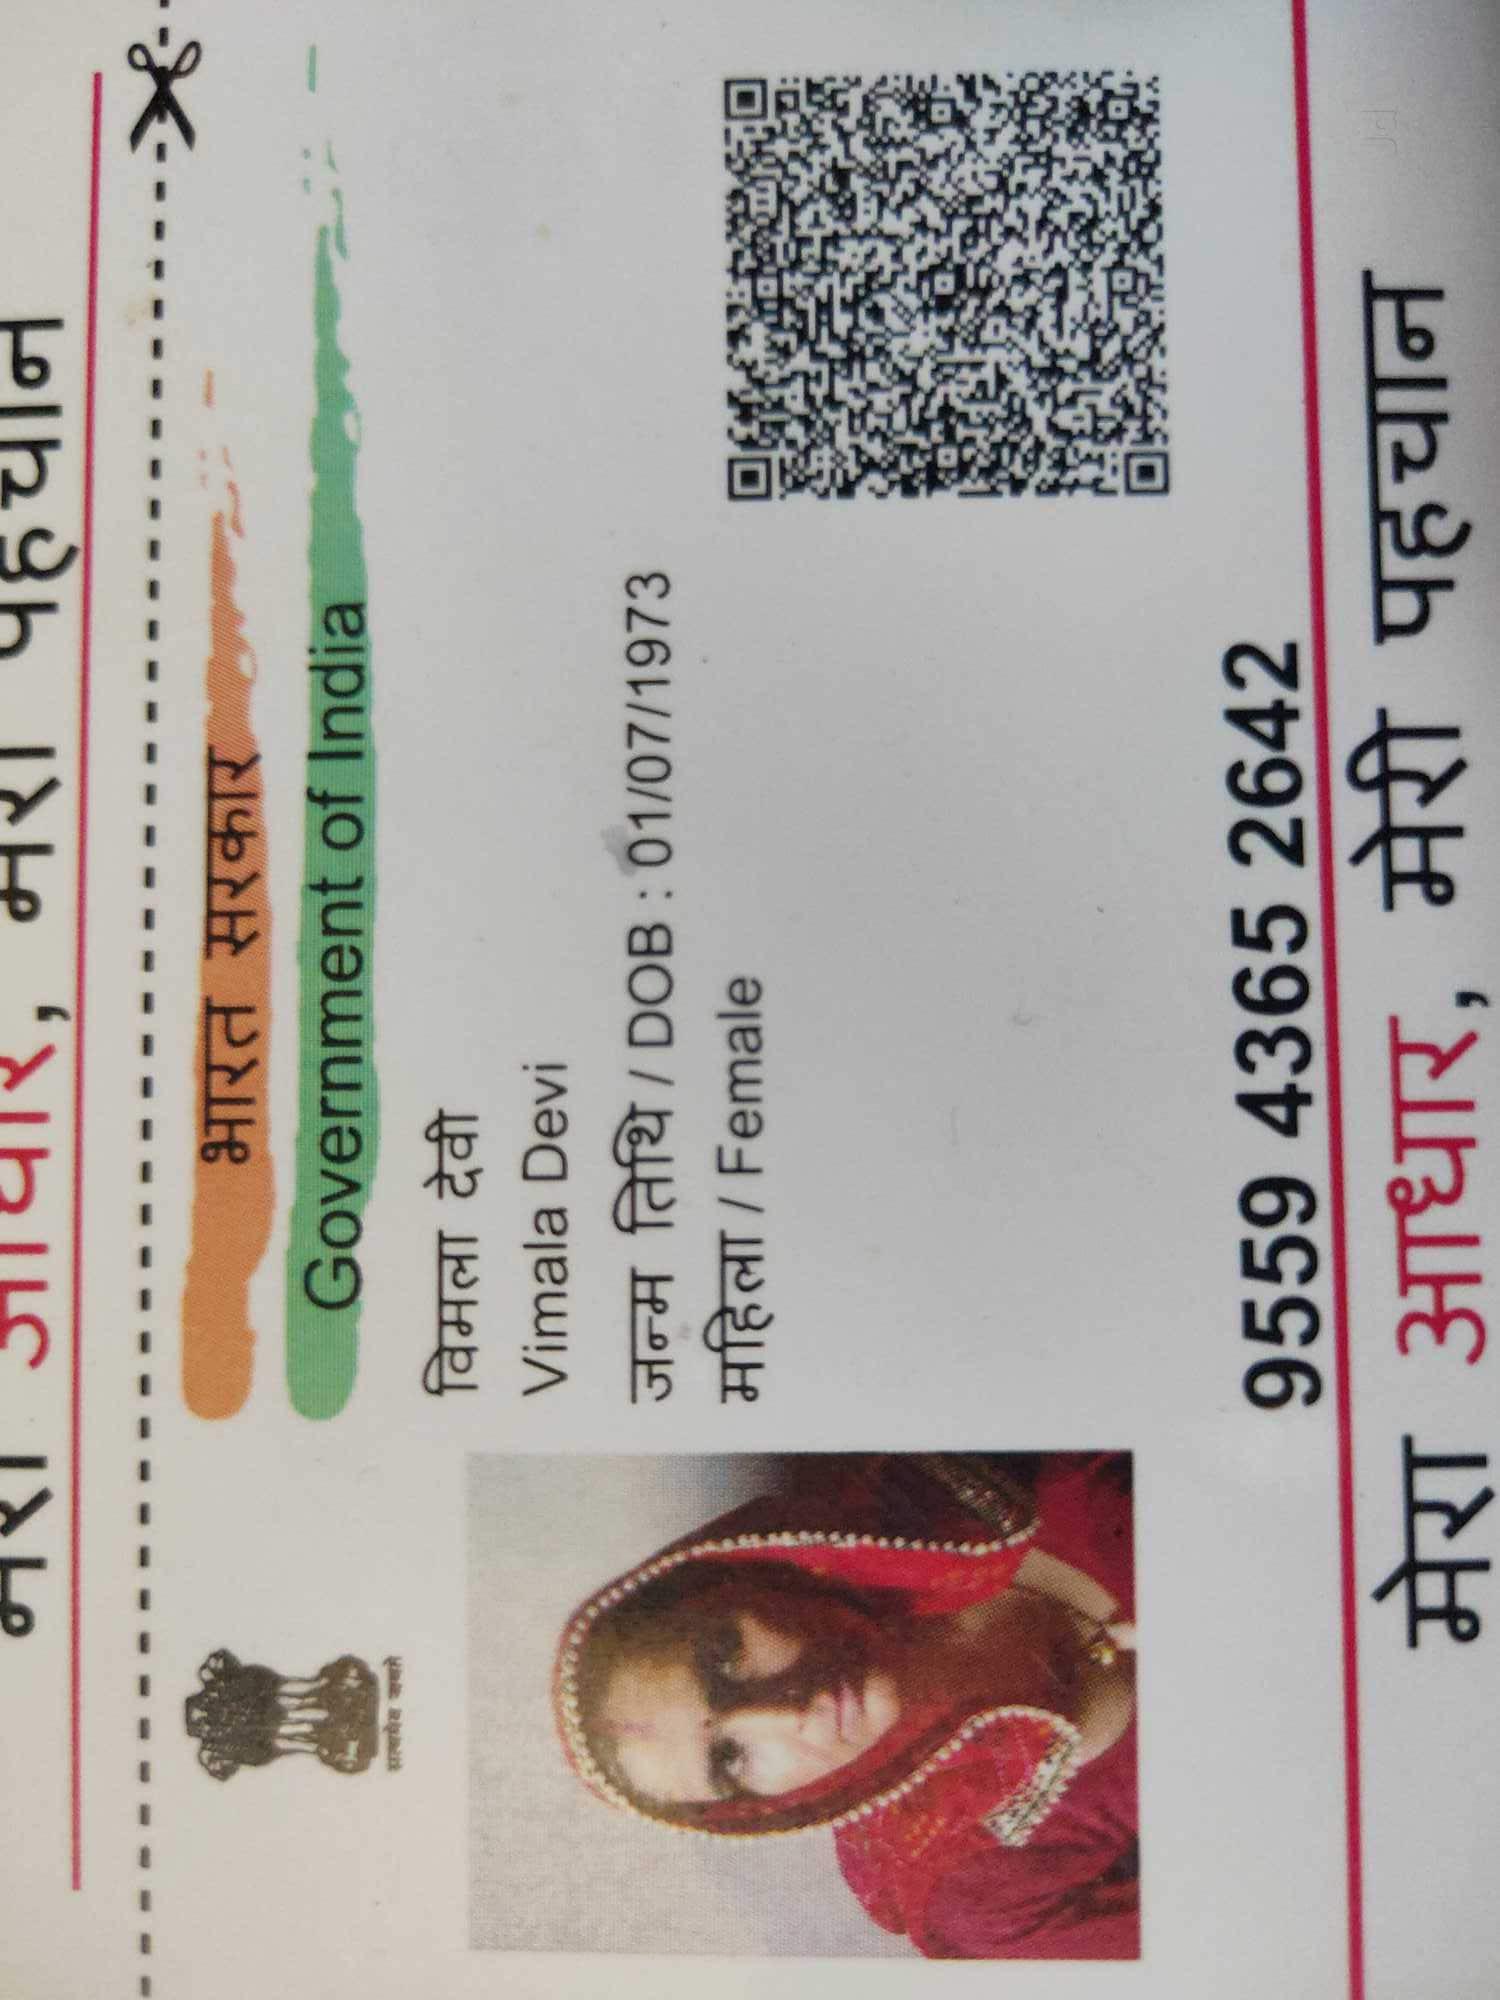 मेरा आधार, मेरी पहचान
भारत सरकार
Government of India
सत्यमेव जयते
विमला देवी
Vimala Devi
जन्म तिथि / DOB : 01/07/1973
महिला / Female
9559 4365 2642
मेरा आधार, मेरी पहचान